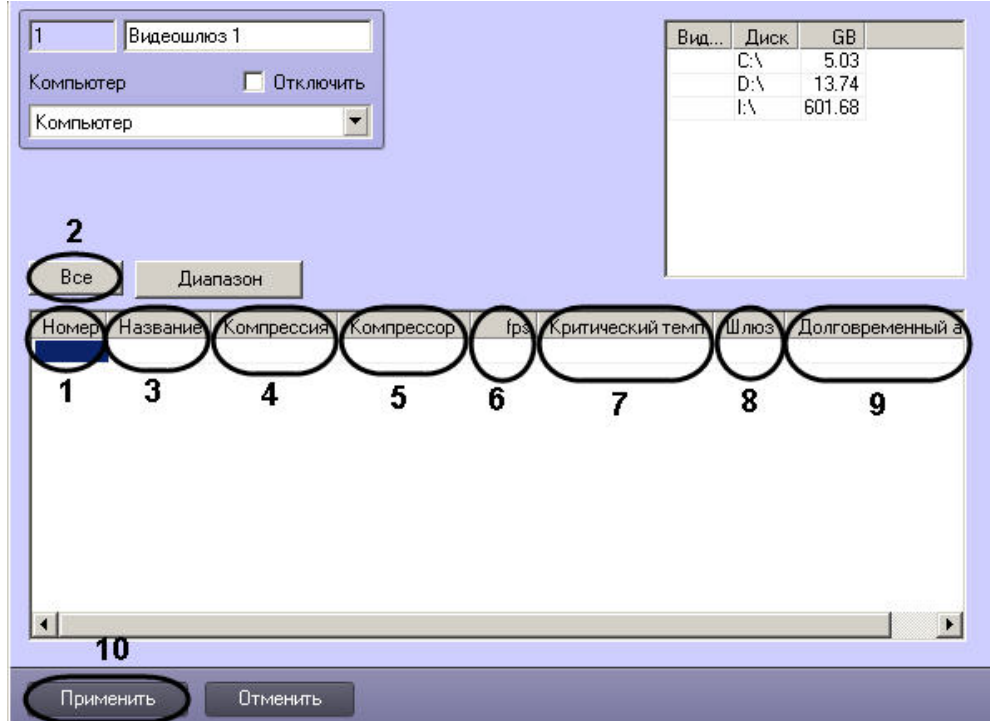 1 Видеошлюз 1
Компьютер Отключить
Компьютер
Вид... Диск GB
C:\ 5.03
D:\ 13.74
I:\ 601.68
2
Все Диапазон
Номер Название Компрессия Компрессор fps Критический темп Шлюз Долговременный а
1 3 4 5 6 7 8 9
10
Применить Отменить